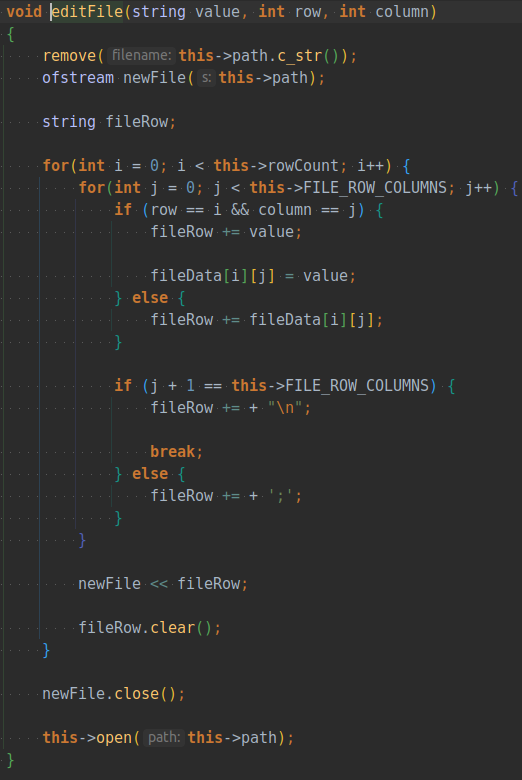 void editFile(string value, int row, int column)
{
    remove( filename: this->path.c_str());
    ofstream newFile( s: this->path);

    string fileRow;

    for(int i = 0; i < this->rowCount; i++) {
        for(int j = 0; j < this->FILE_ROW_COLUMNS; j++) {
            if (row == i && column == j) {
                fileRow += value;

                fileData[i][j] = value;
            } else {
                fileRow += fileData[i][j];
            }

            if (j + 1 == this->FILE_ROW_COLUMNS) {
                fileRow += + "\n";

                break;
            } else {
                fileRow += + ';';
            }
        }

        newFile << fileRow;

        fileRow.clear();
    }

    newFile.close();

    this->open( path: this->path);
}